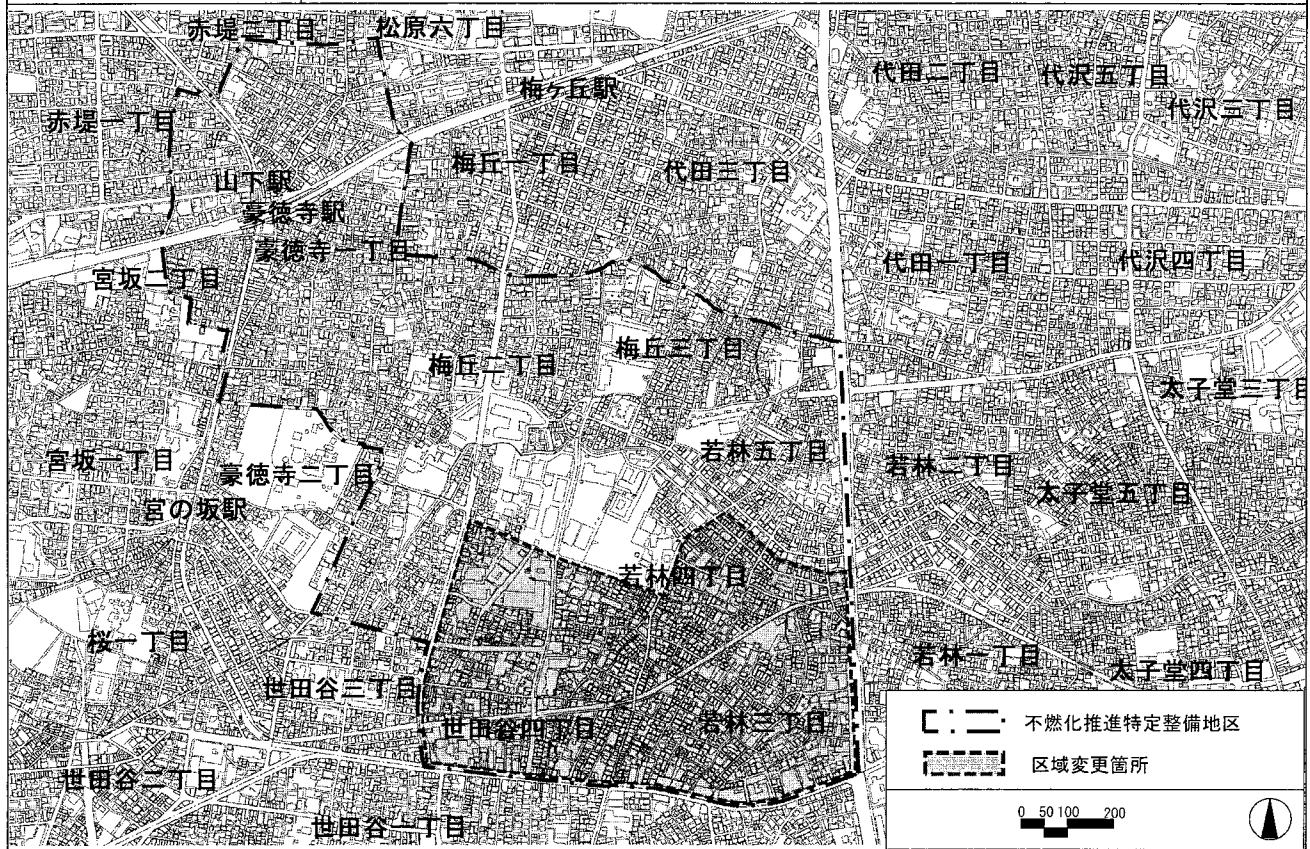 赤堤二丁目
松原六丁目
梅ヶ丘駅
代田二丁目
代沢五丁目
代沢三丁目
赤堤一丁目
梅丘一丁目
代田三丁目
山下駅
豪徳寺駅
豪徳寺一丁目
宮坂二丁目
代田一丁目
代沢四丁目
梅丘二丁目
梅丘三丁目
太子堂三丁目
宮坂一丁目
豪徳寺二丁目
若林五丁目
若林二丁目
太子堂五丁目
宮の坂駅
若林四丁目
桜一丁目
世田谷三丁目
若林一丁目
太子堂四丁目
世田谷四丁目
若林三丁目
世田谷二丁目
世田谷一丁目
不燃化推進特定整備地区
区域変更箇所
0 50 100 200